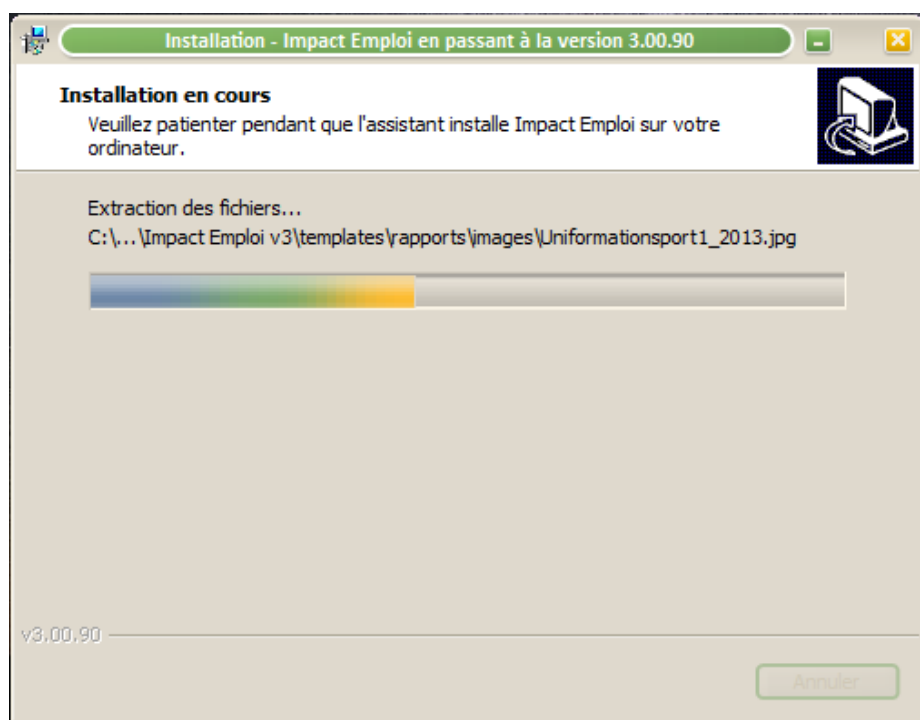 Installation - Impact Emploi en passant à la version 3.00.90
Installation en cours
Veuillez patienter pendant que l'assistant installe Impact Emploi sur votre
ordinateur.
Extraction des fichiers...
C:\...\Impact Emploi v3\templates\rapports\images\Uniformationsport1_2013.jpg
v3.00.90
Annuler